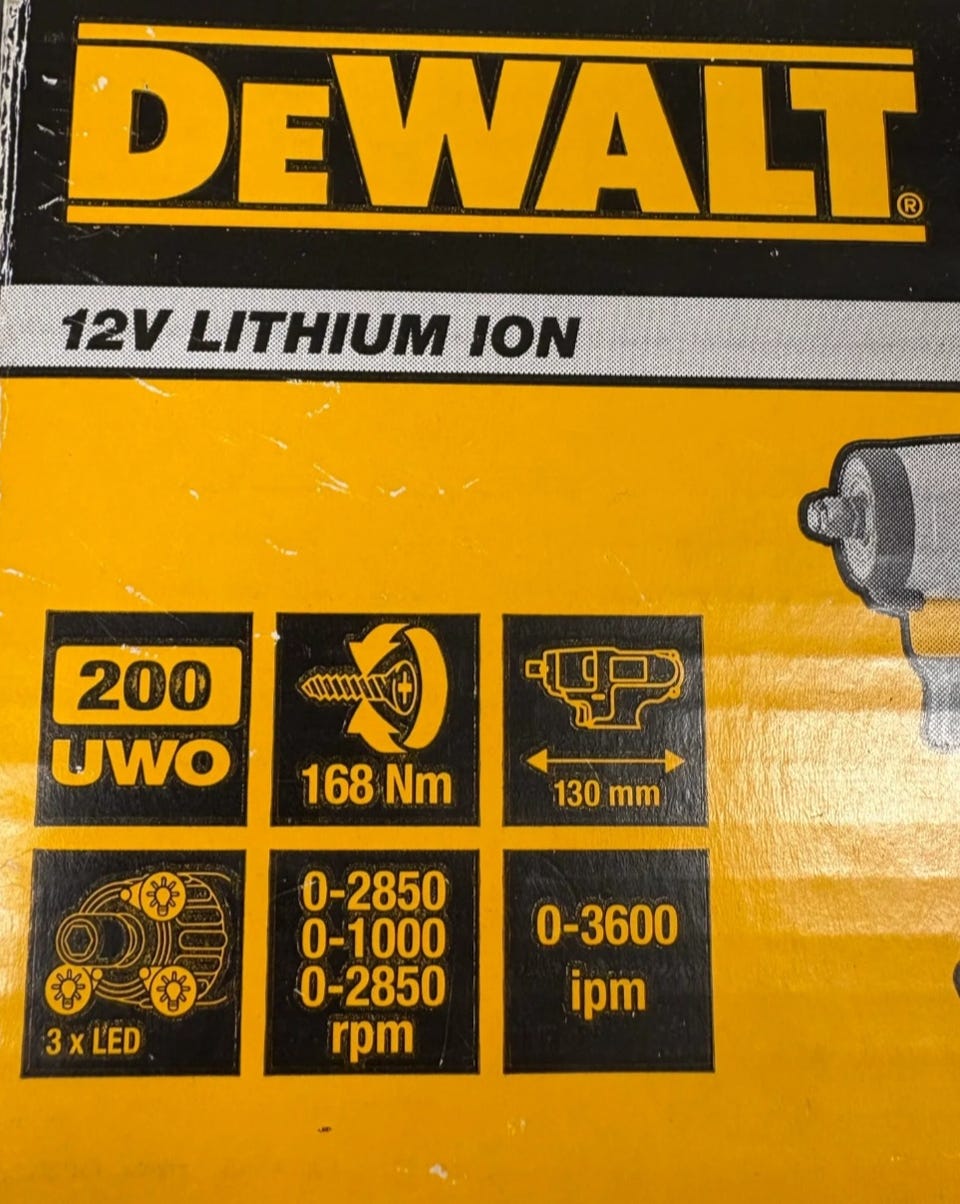 DEWALT®
12V LITHIUM ION
200
UWO
168 Nm
130 mm
3 x LED
0-2850
0-1000
0-2850
rpm
0-3600
ipm